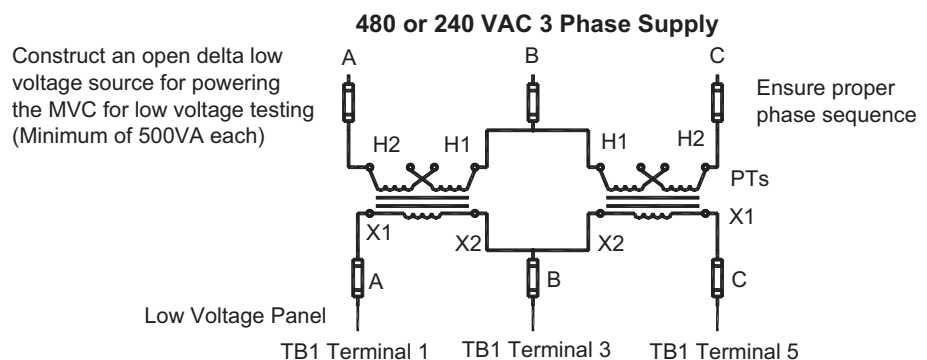 480 or 240 VAC 3 Phase Supply
Construct an open delta low
voltage source for powering
the MVC for low voltage testing
(Minimum of 500VA each)
A
B
C
Ensure proper
phase sequence
H2
H1
H1
H2
PTs
X1
X2
X2
X1
A
B
C
Low Voltage Panel
TB1 Terminal 1
TB1 Terminal 3
TB1 Terminal 5